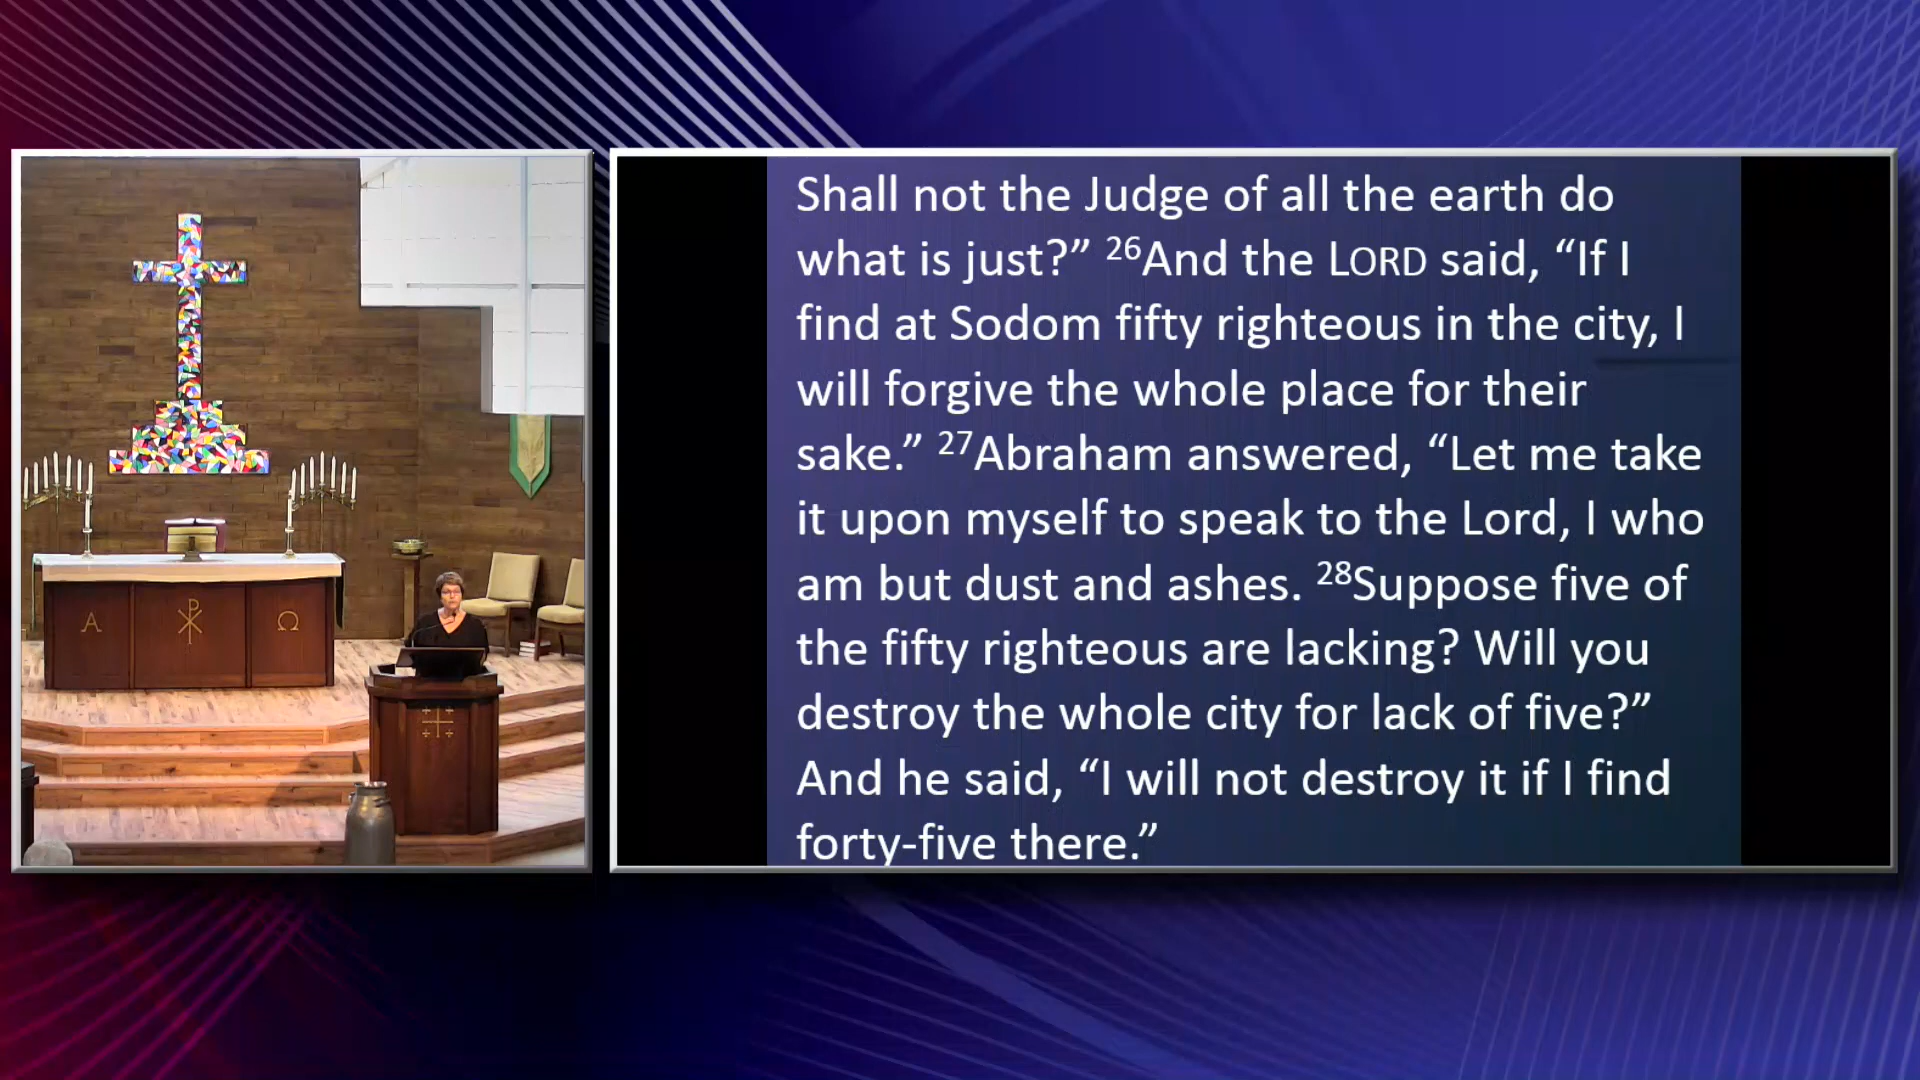 Shall not the Judge of all the earth do
what is just?” ²⁶And the LORD said, “If I
find at Sodom fifty righteous in the city, I
will forgive the whole place for their
sake.” ²⁷Abraham answered, “Let me take
it upon myself to speak to the Lord, I who
am but dust and ashes. ²⁸Suppose five of
the fifty righteous are lacking? Will you
destroy the whole city for lack of five?”
And he said, “I will not destroy it if I find
forty-five there.”
Α ☧ Ω